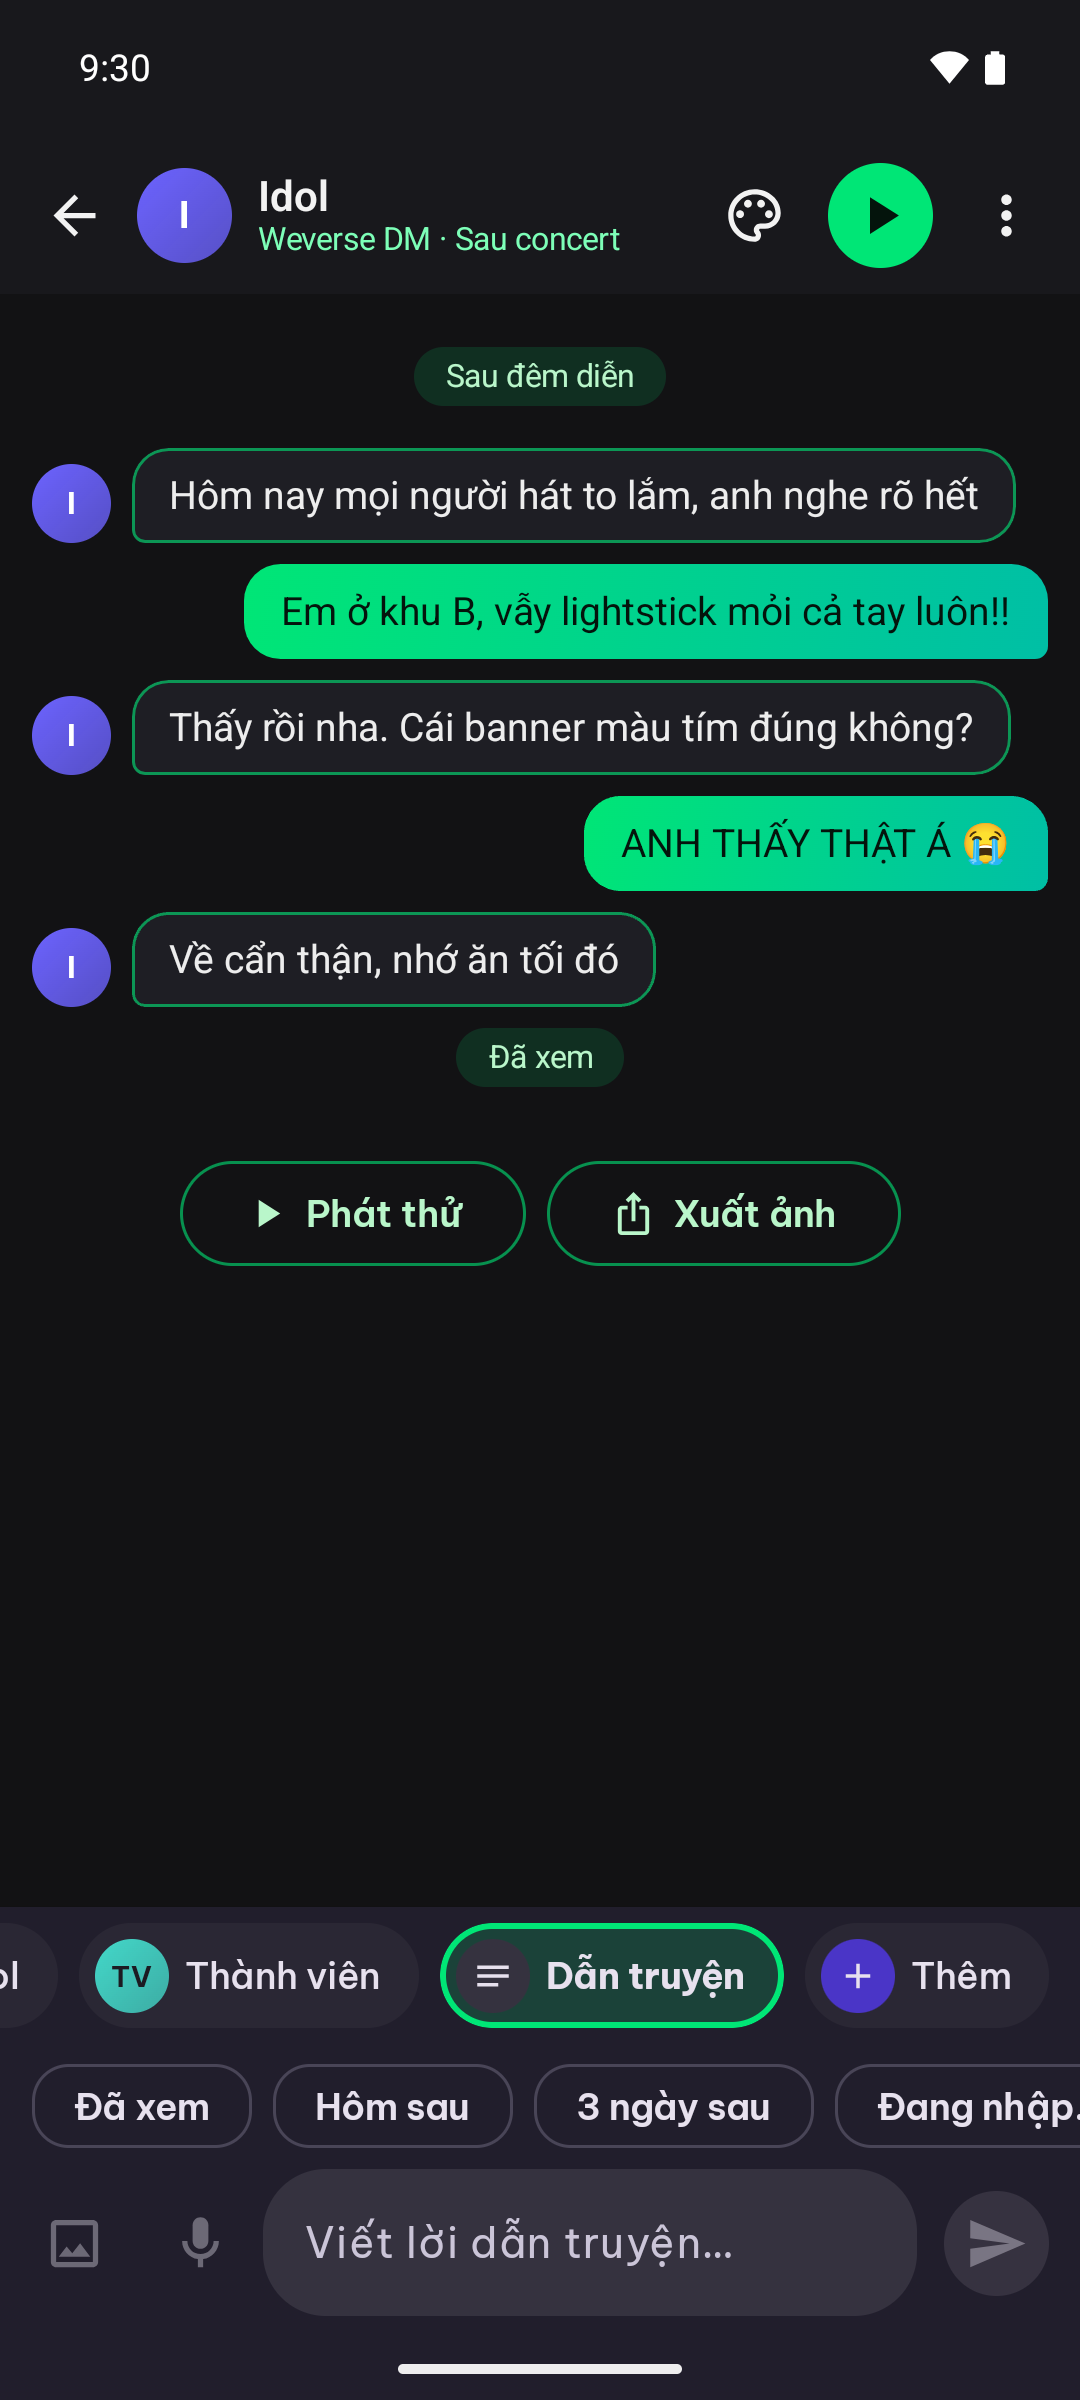 9:30
I
Idol
Weverse DM · Sau concert
Sau đêm diễn
I
Hôm nay mọi người hát to lắm, anh nghe rõ hết
Em ở khu B, vẫy lightstick mỏi cả tay luôn!!
I
Thấy rồi nha. Cái banner màu tím đúng không?
ANH THẤY THẬT Á 😭
I
Về cẩn thận, nhớ ăn tối đó
Đã xem
Phát thử
Xuất ảnh
ol
TV
Thành viên
Dẫn truyện
Thêm
Đã xem
Hôm sau
3 ngày sau
Đang nhập.
Viết lời dẫn truyện...